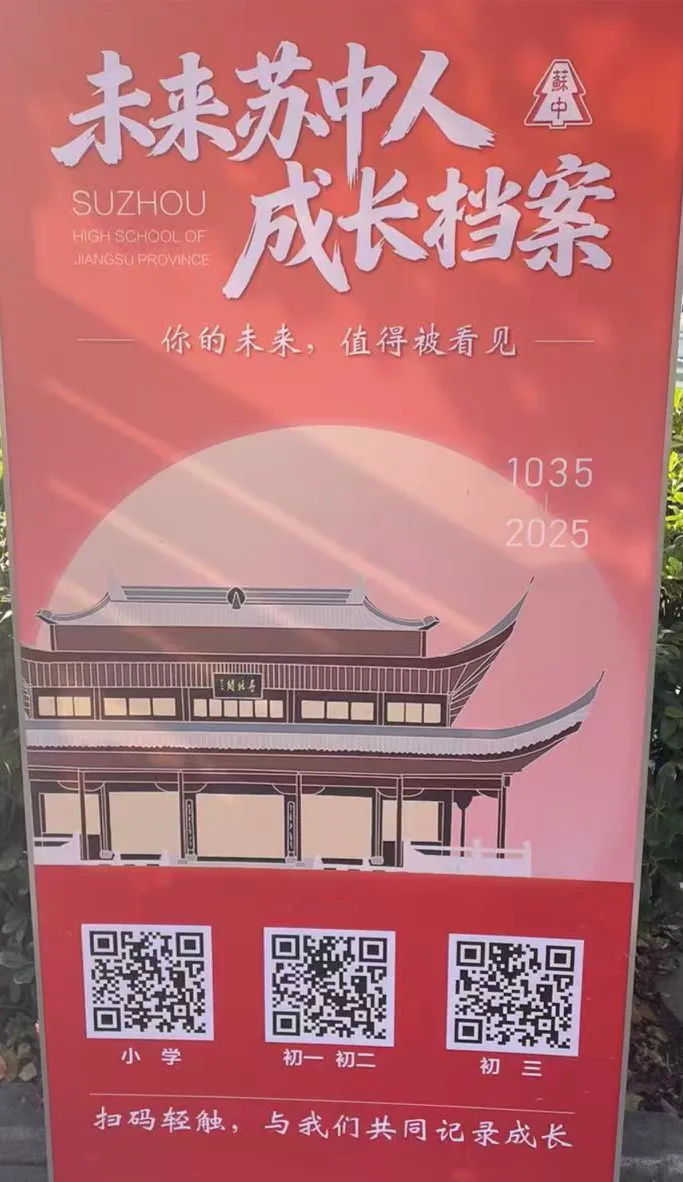 未来苏中人
蘇中
成长档案
SUZHOU
HIGH SCHOOL OF
JIANGSU PROVINCE
你的未来，值得被看见
1035
2025
小学
初一 初二
初三
扫码轻触，与我们共同记录成长